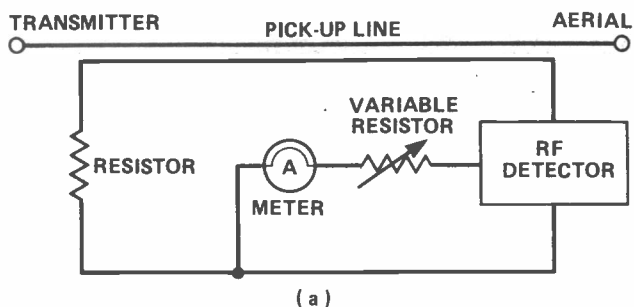 TRANSMITTER
PICK-UP LINE
AERIAL
VARIABLE
RESISTOR
RF
DETECTOR
RESISTOR
A
METER
(a)